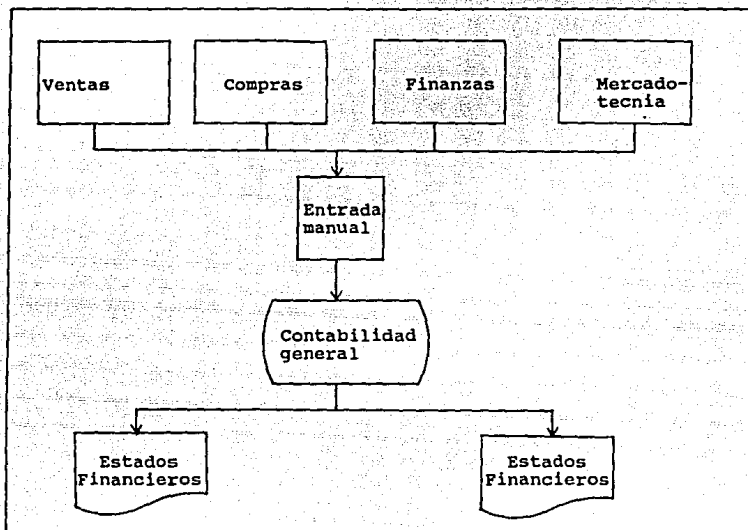 Ventas
Compras
Finanzas
Mercado-
tecnia
Entrada
manual
Contabilidad
general
Estados
Financieros
Estados
Financieros